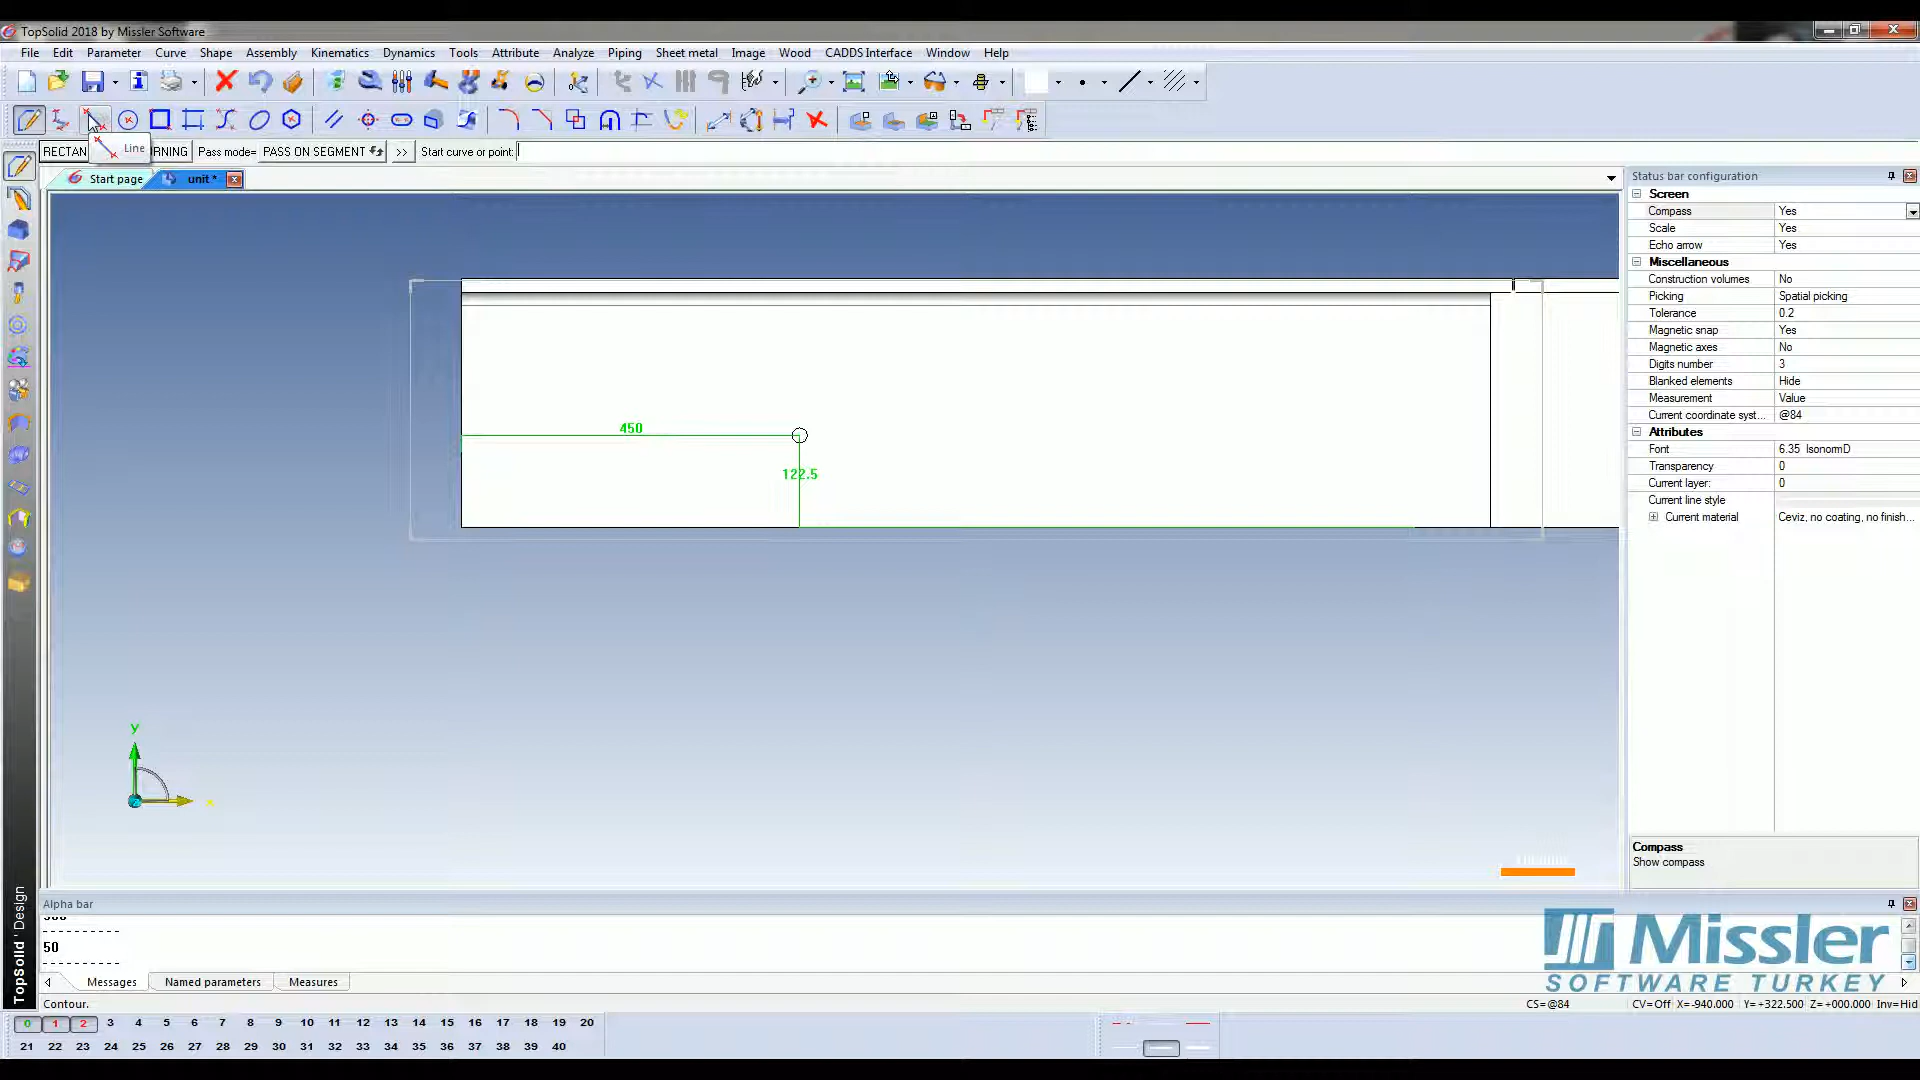 TopSolid 2018 by Missler Software
File Edit Parameter Curve Shape Assembly Kinematics Dynamics Tools Attribute Analyze Piping Sheet metal Image Wood CADDS Interface Window Help
RECTAN RNING Pass mode= PASS ON SEGMENT >> Start curve or point:
Line
Start page unit *
Status bar configuration
Screen
Compass Yes
Scale Yes
Echo arrow Yes
Miscellaneous
Construction volumes No
Picking Spatial picking
Tolerance 0.2
Magnetic snap Yes
Magnetic axes No
Digits number 3
Blanked elements Hide
Measurement Value
Current coordinate syst... @84
Attributes
Font 6.35 IsonormD
Transparency 0
Current layer: 0
Current line style
Current material Ceviz, no coating, no finish...
450
122.5
y
x
Compass
Show compass
TopSolid'Design
Alpha bar
----------
50
----------
Messages Named parameters Measures
Missler
SOFTWARE TURKEY
Contour.
CS=@84 CV=Off X=-940.000 Y=+322.500 Z=+000.000 Inv=Hid
0 1 2 3 4 5 6 7 8 9 10 11 12 13 14 15 16 17 18 19 20
21 22 23 24 25 26 27 28 29 30 31 32 33 34 35 36 37 38 39 40